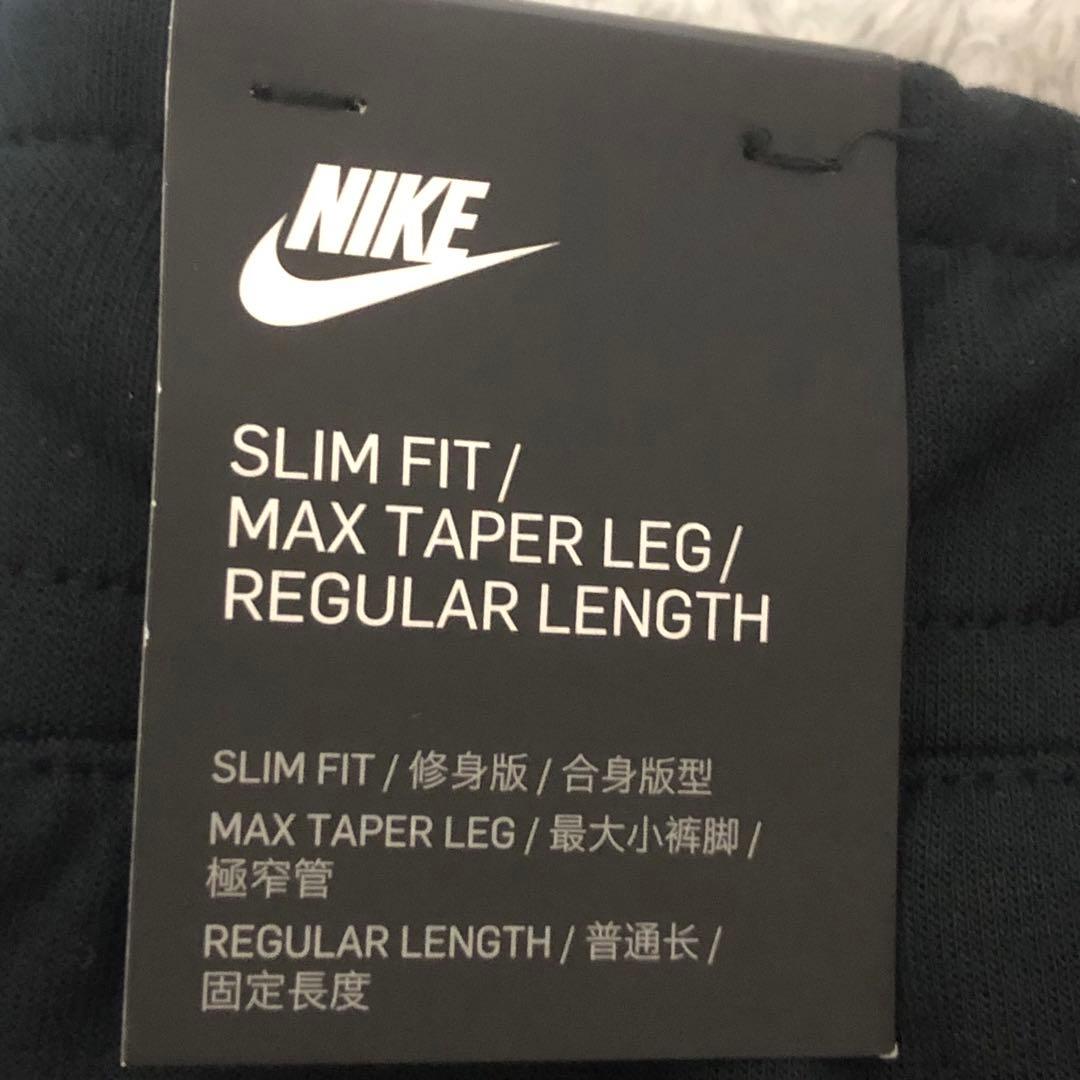 NIKE
SLIM FIT/
MAX TAPER LEG/
REGULAR LENGTH
SLIM FIT / 修身版 / 合身版型
MAX TAPER LEG / 最大小裤脚 /
極窄管
REGULAR LENGTH / 普通长 /
固定長度